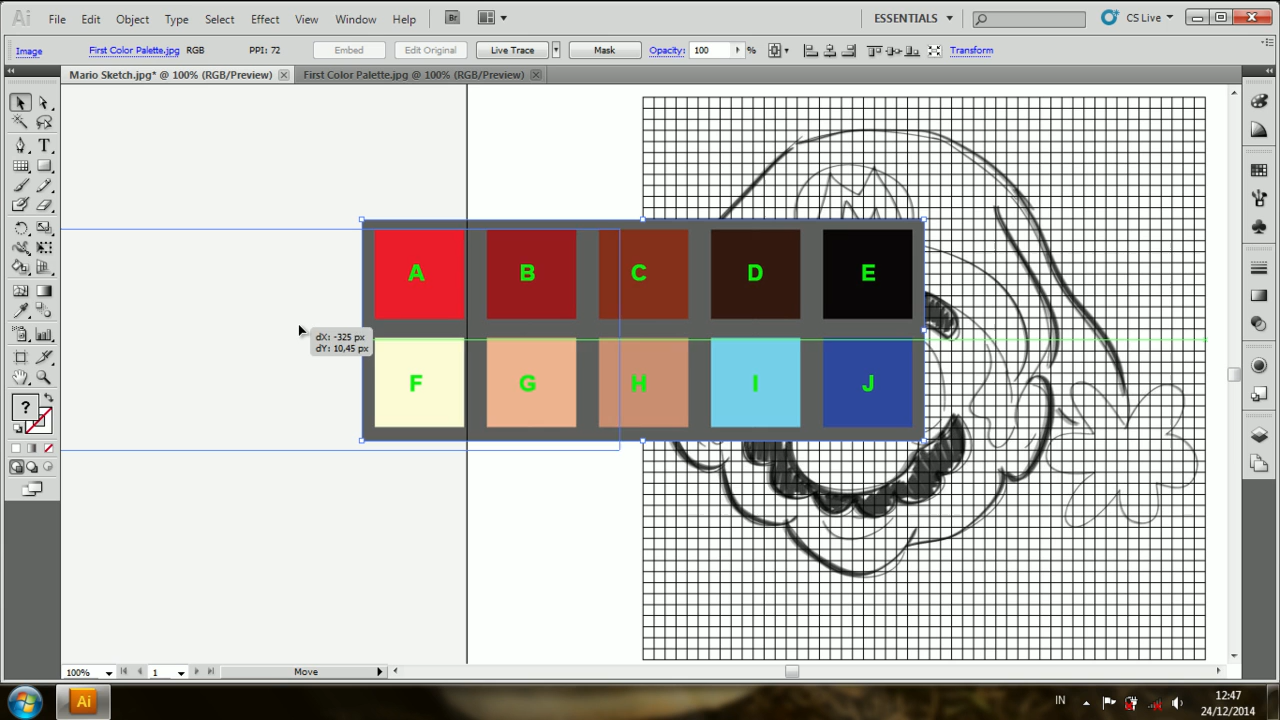 Ai File Edit Object Type Select Effect View Window Help Br ESSENTIALS CS Live
Image First Color Palette.jpg RGB PPI: 72 Embed Edit Original Live Trace Mask Opacity: 100 % Transform
Mario Sketch.jpg* @ 100% (RGB/Preview) First Color Palette.jpg @ 100% (RGB/Preview)
T
A B C D E
dX: -325 px
dY: 10,45 px
F G H I J
?
100% 1 Move
Ai IN 12:47
24/12/2014